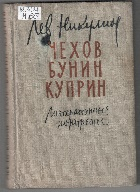 Лев Никулин
ЧЕХОВ
БУНИН
КУПРИН
Литературные
портреты